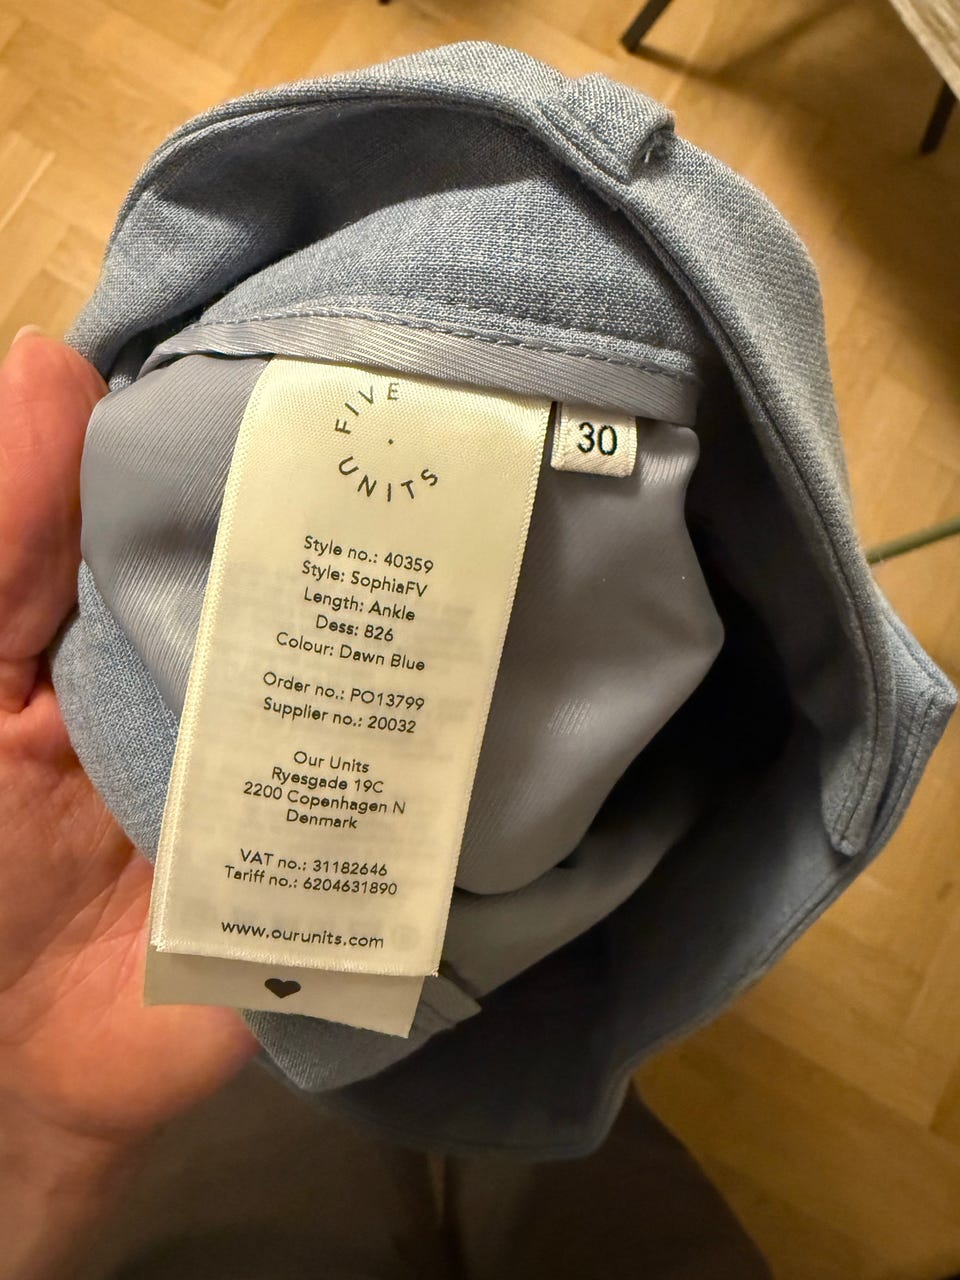 FIVE
UNITS
30
Style no.: 40359
Style: SophiaFV
Length: Ankle
Dess: 826
Colour: Dawn Blue
Order no.: PO13799
Supplier no.: 20032
Our Units
Ryesgade 19C
2200 Copenhagen N
Denmark
VAT no.: 31182646
Tariff no.: 6204631890
www.ourunits.com